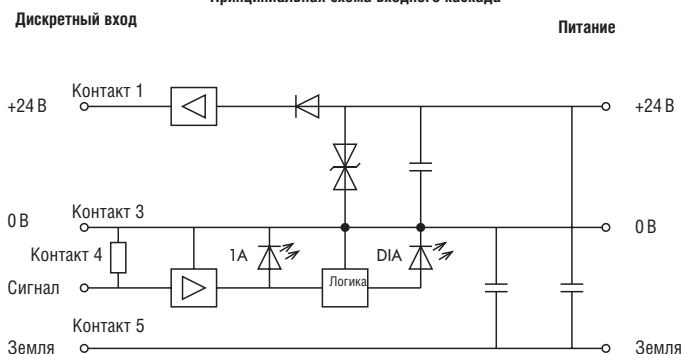 Принципиальная схема входного каскада
Дискретный вход
Питание
Контакт 1
+24 В
+24 В
Контакт 3
0 В
0 В
Контакт 4
1A
DIA
Логика
Сигнал
Контакт 5
Земля
Земля